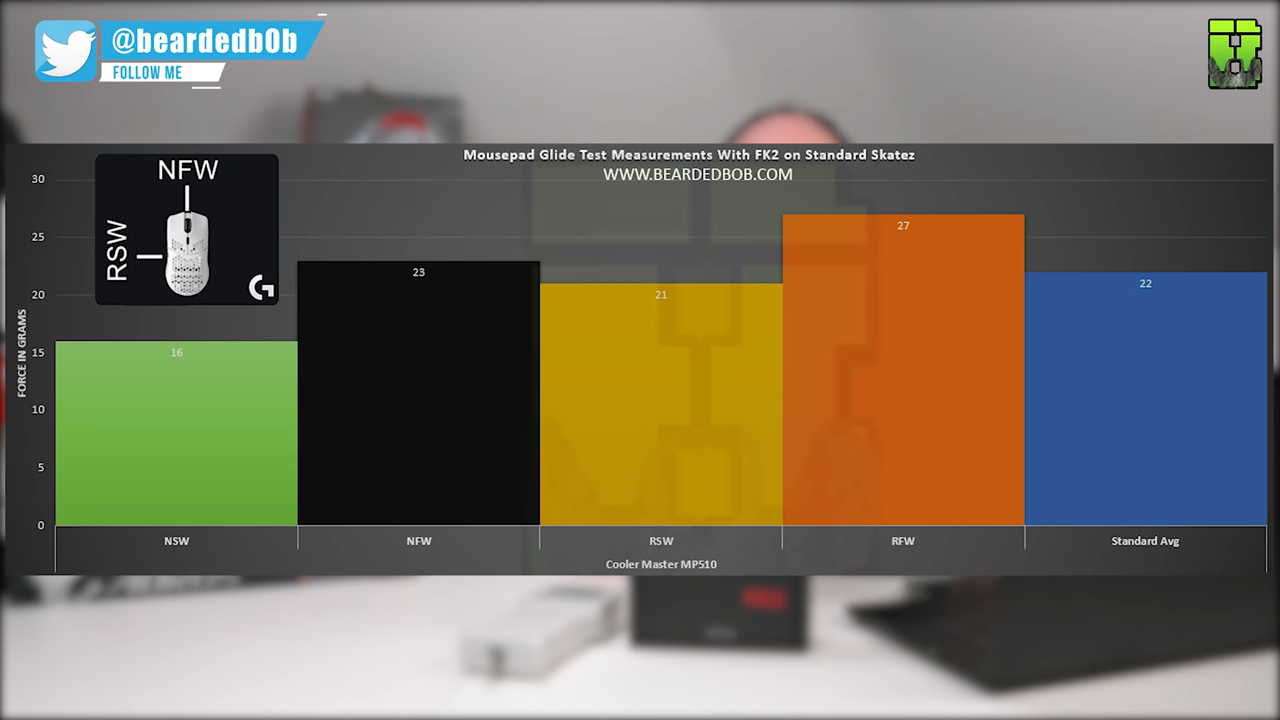 @beardedb0b
FOLLOW ME
Mousepad Glide Test Measurements With FK2 on Standard Skatez
WWW.BEARDEDBOB.COM
NFW
RSW
FORCE IN GRAMS
30
25
20
15
10
5
0
16
23
21
27
22
NSW
NFW
RSW
RFW
Standard Avg
Cooler Master MP510